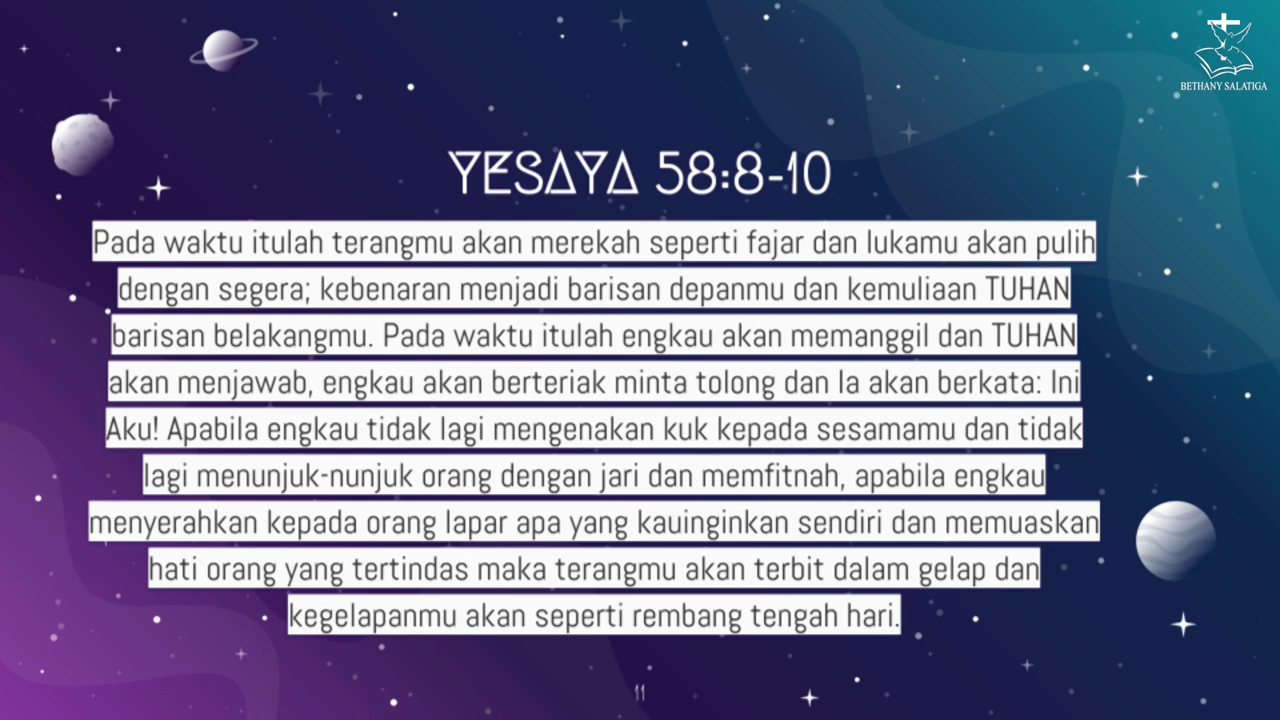 BETHANY SALATIGA
YESAYA 58:8-10
Pada waktu itulah terangmu akan merekah seperti fajar dan lukamu akan pulih
dengan segera; kebenaran menjadi barisan depanmu dan kemuliaan TUHAN
barisan belakangmu. Pada waktu itulah engkau akan memanggil dan TUHAN
akan menjawab, engkau akan berteriak minta tolong dan Ia akan berkata: Ini
Aku! Apabila engkau tidak lagi mengenakan kuk kepada sesamamu dan tidak
lagi menunjuk-nunjuk orang dengan jari dan memfitnah, apabila engkau
menyerahkan kepada orang lapar apa yang kauinginkan sendiri dan memuaskan
hati orang yang tertindas maka terangmu akan terbit dalam gelap dan
kegelapanmu akan seperti rembang tengah hari.
11